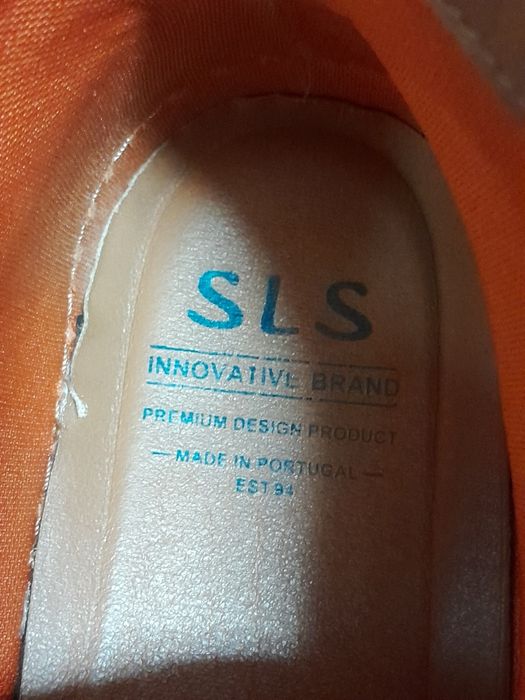 SLS
INNOVATIVE BRAND
PREMIUM DESIGN PRODUCT
— MADE IN PORTUGAL —
EST 94